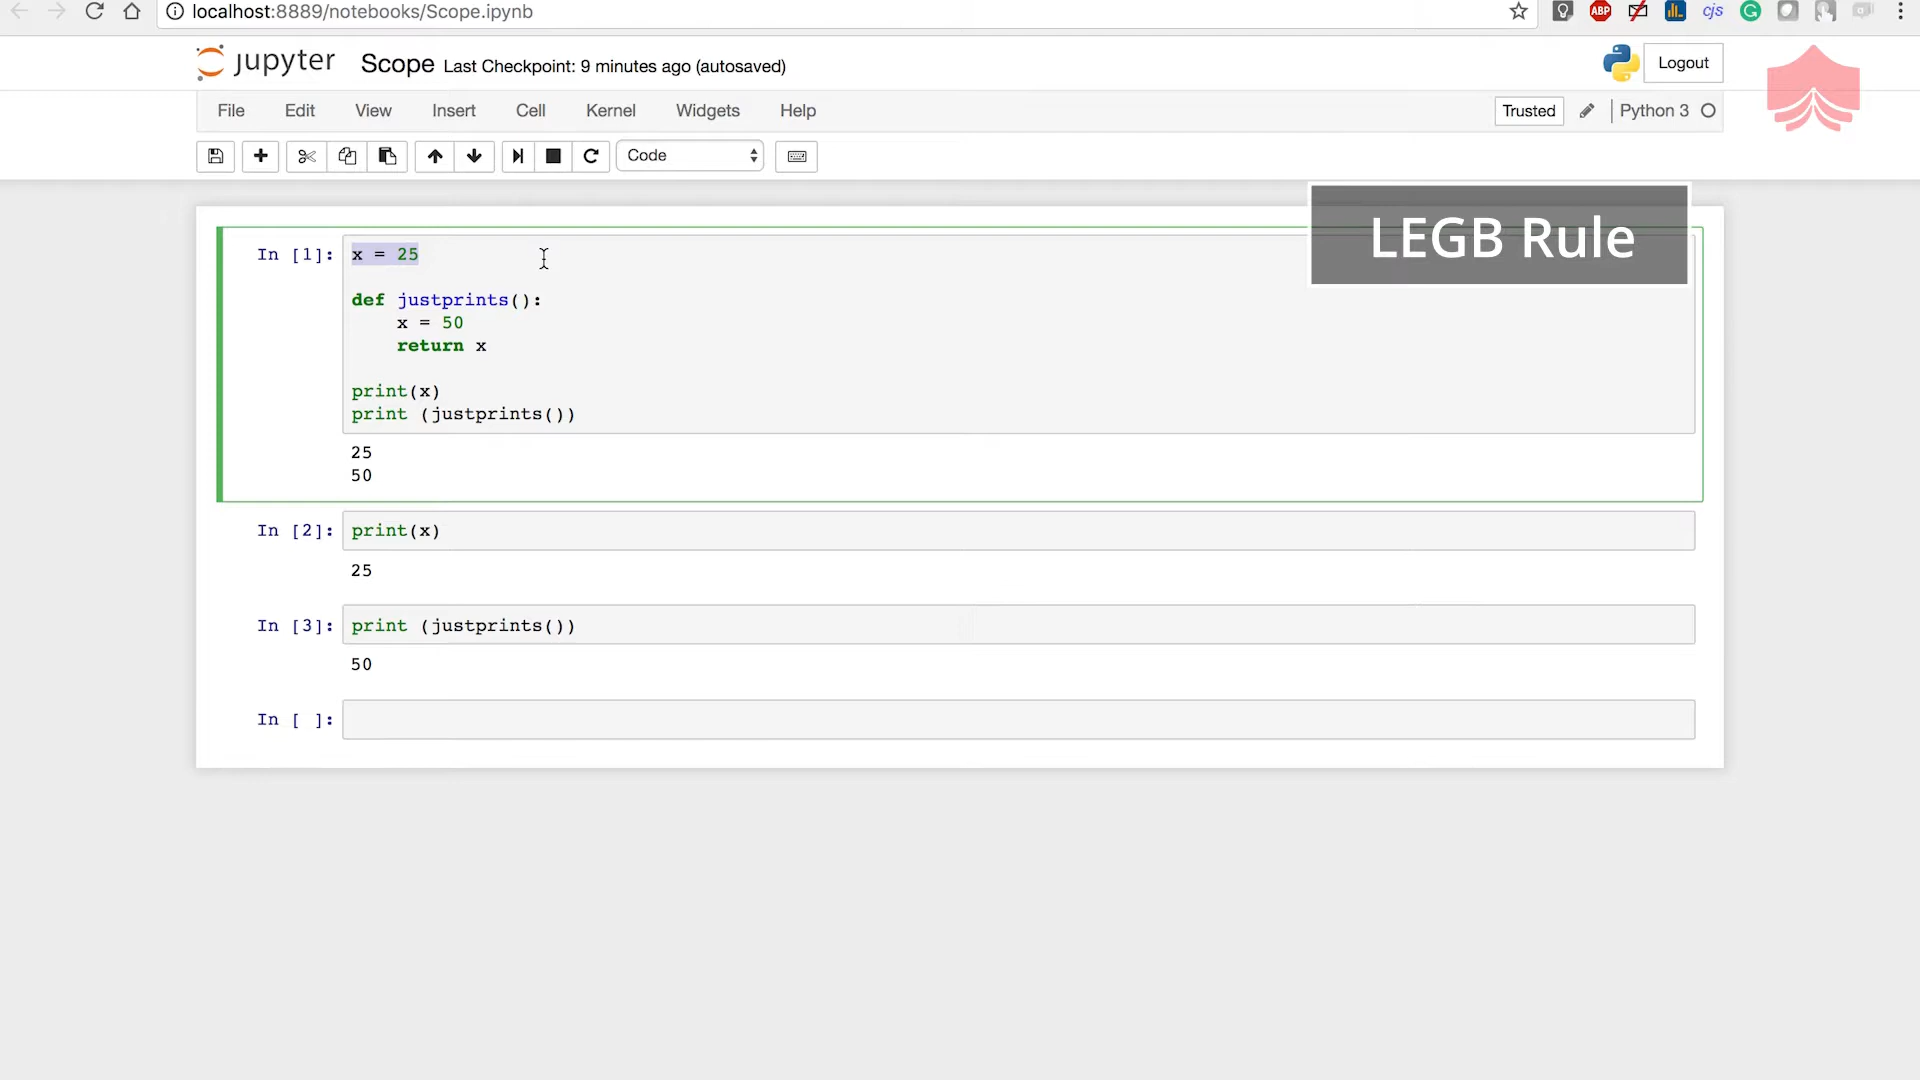 localhost:8889/notebooks/Scope.ipynb
ABP
cjs
jupyter Scope Last Checkpoint: 9 minutes ago (autosaved)
Logout
File Edit View Insert Cell Kernel Widgets Help
Trusted Python 3
Code
LEGB Rule
In [1]: x = 25
def justprints():
    x = 50
    return x
print(x)
print (justprints())
25
50
In [2]: print(x)
25
In [3]: print (justprints())
50
In [ ]: